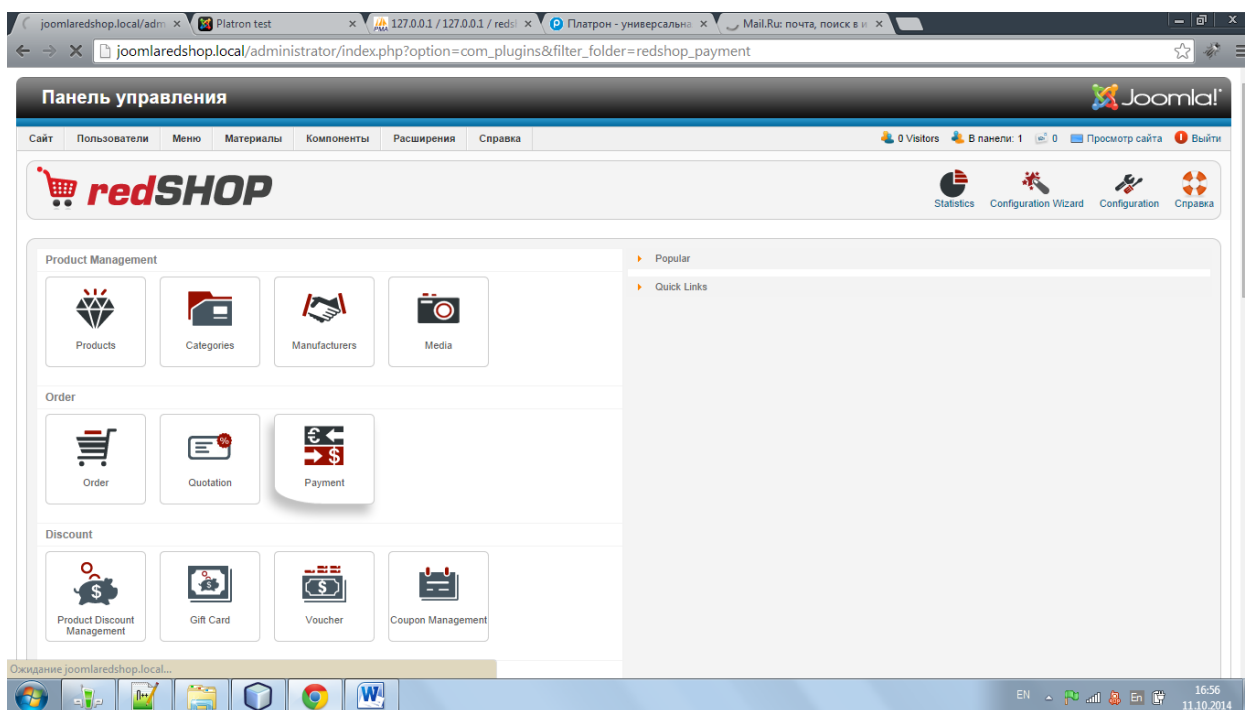 joomlaredshop.local/adm
Platron test
127.0.0.1 / 127.0.0.1 / redsl
Платрон - универсальна
Mail.Ru: почта, поиск в и
joomlaredshop.local/administrator/index.php?option=com_plugins&filter_folder=redshop_payment
Панель управления
Joomla!
Сайт Пользователи Меню Материалы Компоненты Расширения Справка
0 Visitors В панели: 1 0 Просмотр сайта Выйти
redSHOP
Statistics Configuration Wizard Configuration Справка
Product Management
Popular
Quick Links
Products Categories Manufacturers Media
Order
Order Quotation Payment
Discount
Product Discount Management
Gift Card Voucher Coupon Management
Ожидание joomlaredshop.local...
EN En 16:56
11.10.2014